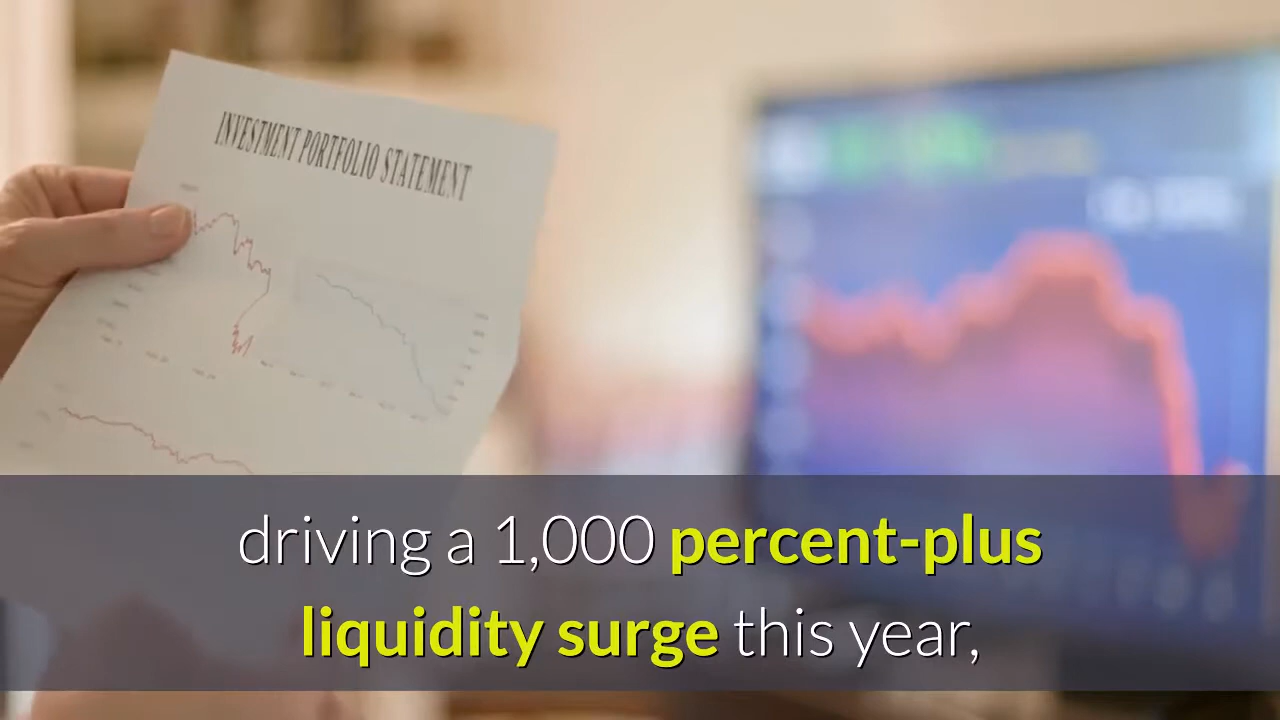 INVESTMENT PORTFOLIO STATEMENT
driving a 1,000 percent-plus
liquidity surge this year,